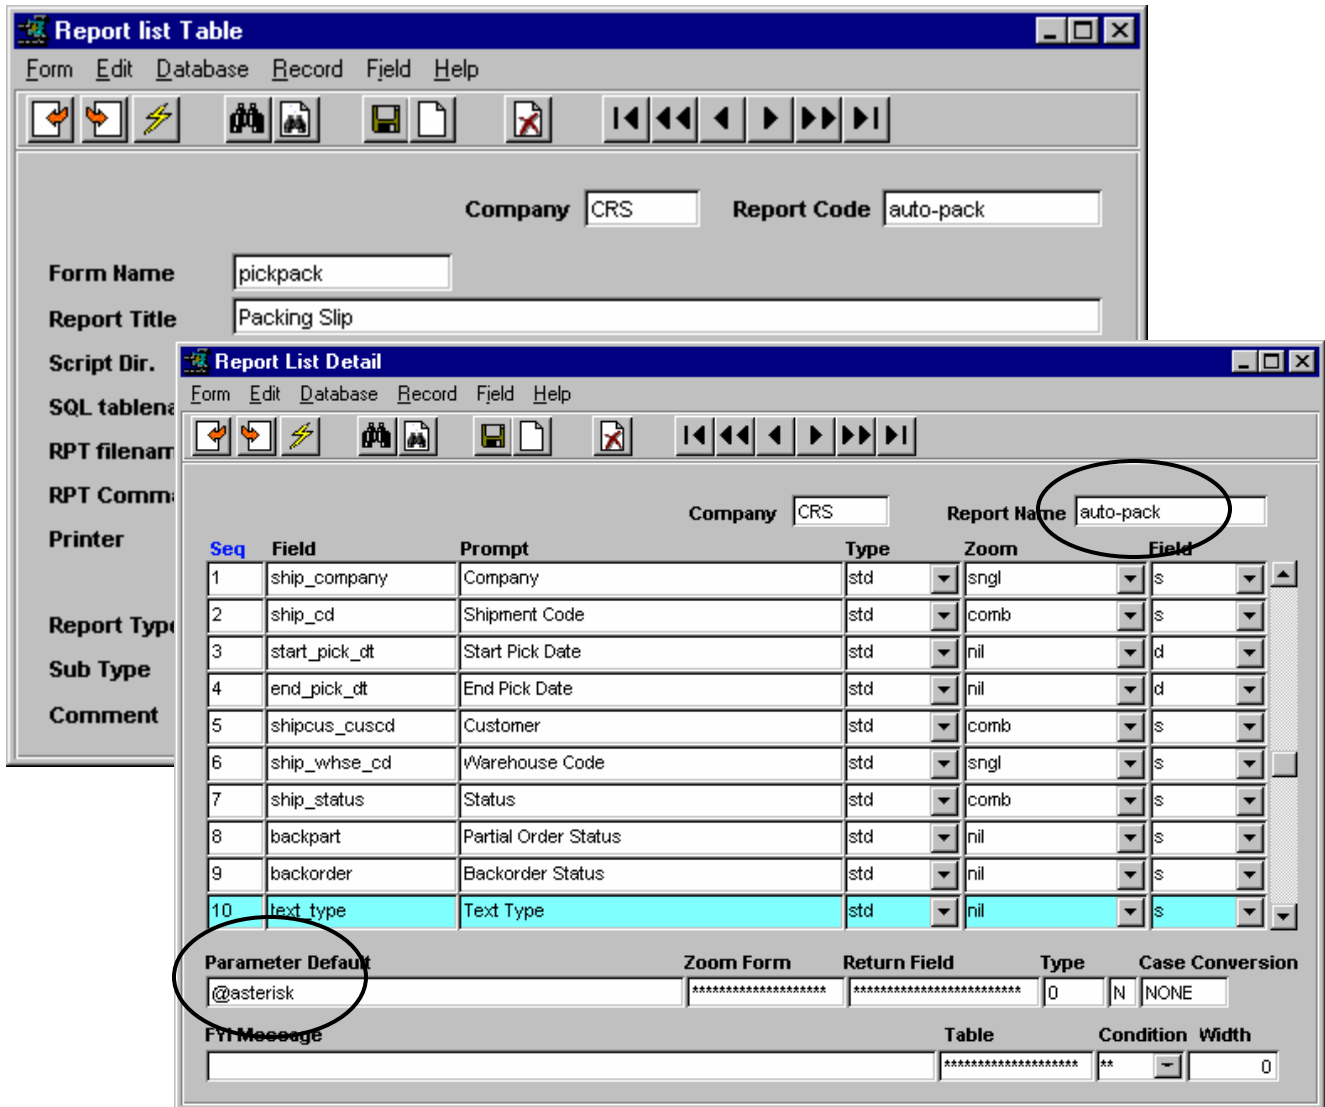 Report list Table
Form Edit Database Record Field Help
Company CRS Report Code auto-pack
Form Name pickpack
Report Title Packing Slip
Script Dir.
SQL tablena
RPT filenam
RPT Comma
Printer
Report Type
Sub Type
Comment
Report List Detail
Form Edit Database Record Field Help
Company CRS Report Name auto-pack
Seq Field Prompt Type Zoom Field
1 ship_company Company std sngl s
2 ship_cd Shipment Code std comb s
3 start_pick_dt Start Pick Date std nil d
4 end_pick_dt End Pick Date std nil d
5 shipcus_cuscd Customer std comb s
6 ship_whse_cd Warehouse Code std sngl s
7 ship_status Status std comb s
8 backpart Partial Order Status std nil s
9 backorder Backorder Status std nil s
10 text_type Text Type std nil s
Parameter Default Zoom Form Return Field Type Case Conversion
@asterisk ******************** ************************* 0 N NONE
FYI Message Table Condition Width
******************** ** 0